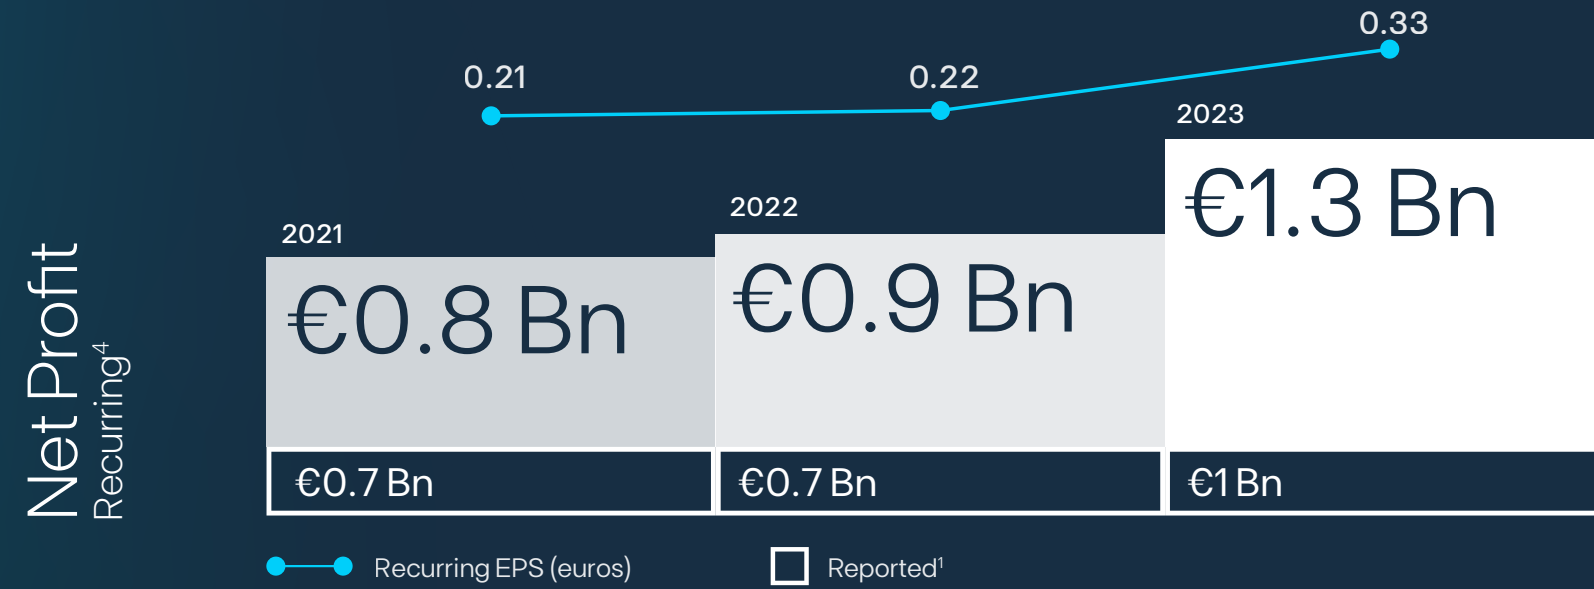 Net Profit
Recurring⁴
0.21
0.22
0.33
2021
2022
2023
€0.8 Bn
€0.9 Bn
€1.3 Bn
€0.7 Bn
€0.7 Bn
€1 Bn
Recurring EPS (euros)
Reported¹